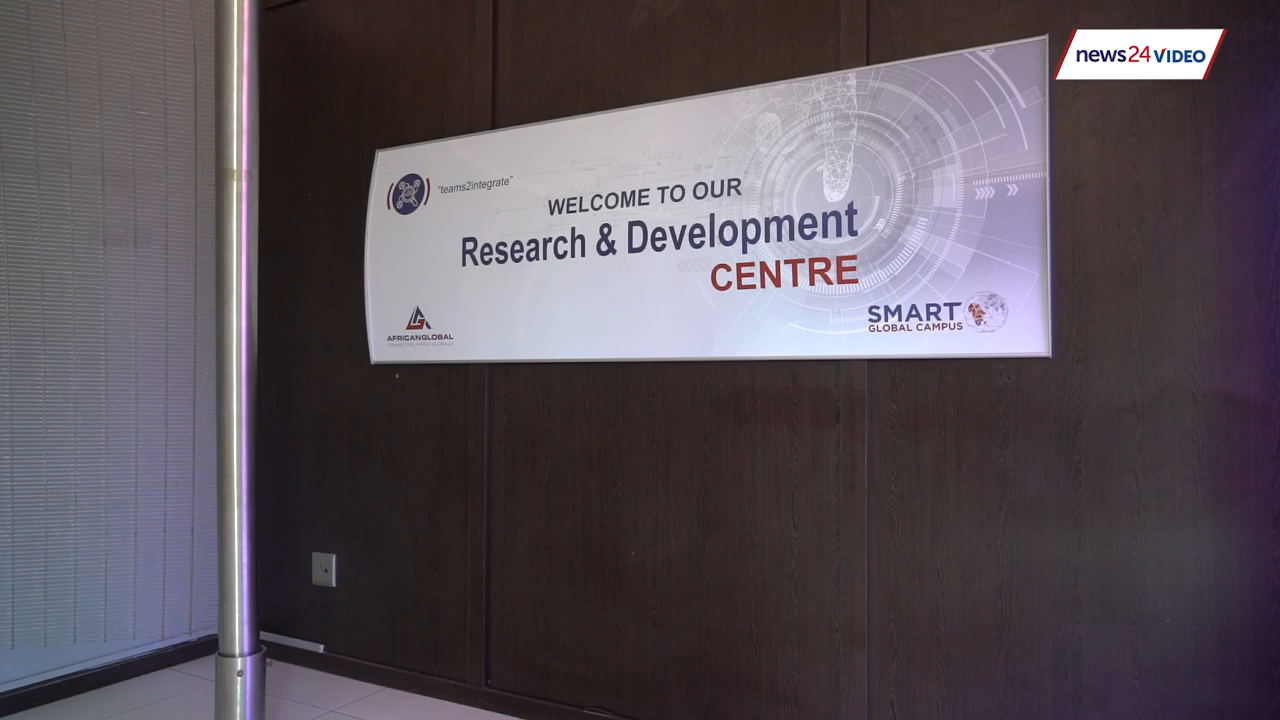 news24 VIDEO
"teams2integrate"
WELCOME TO OUR
Research & Development
CENTRE
AFRICANGLOBAL
SMART
GLOBAL CAMPUS